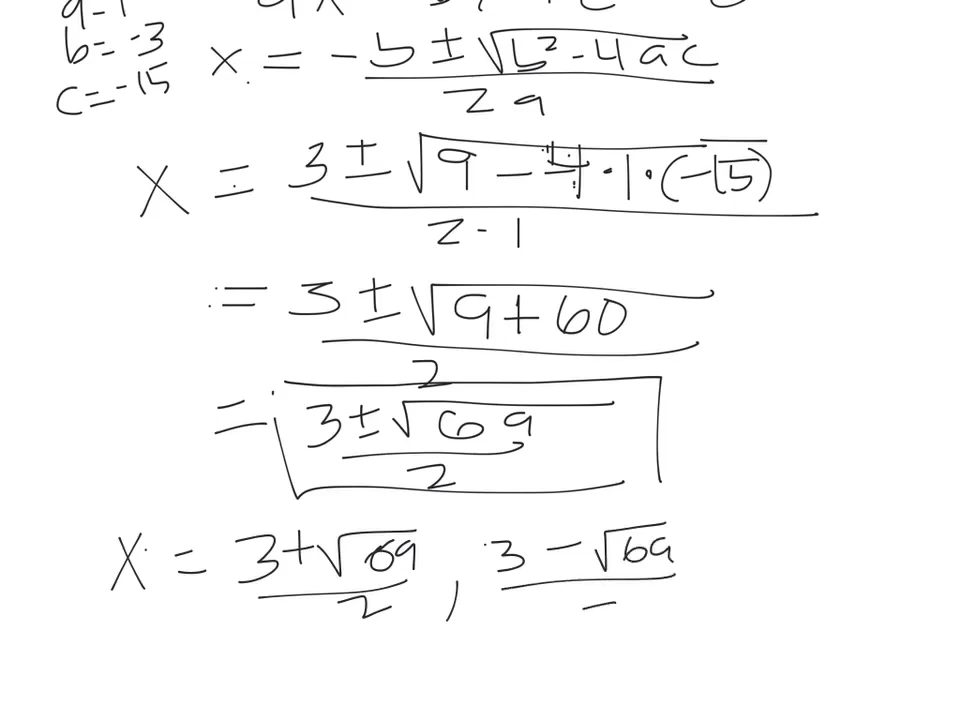 b = -3
c = -15
x = -b ± √b² - 4ac
2a
x = 3 ± √9 - 4 · 1 · (-15)
2 · 1
= 3 ± √9 + 60
2
= 3 ± √69
2
x = 3 + √69 , 3 - √69
2